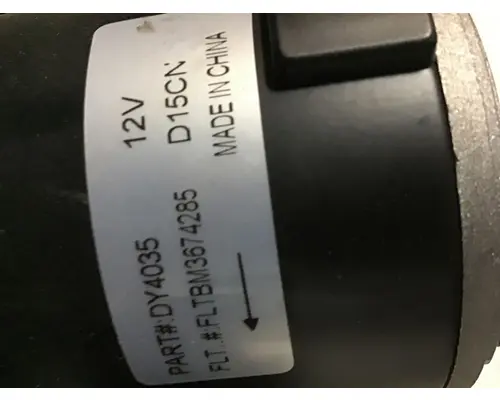 PART#:DY4035 12V
FLT..#:FLTBM3674285 D15CN
MADE IN CHINA